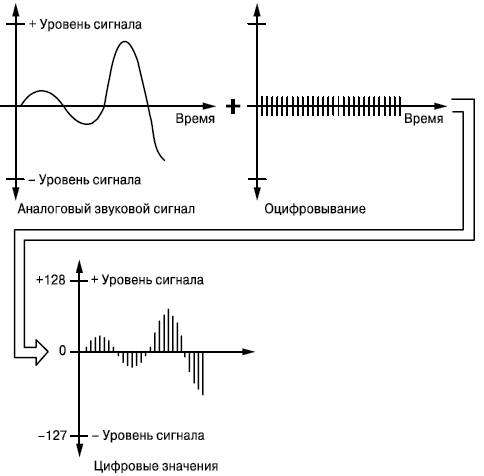 + Уровень сигнала
Время
− Уровень сигнала
Аналоговый звуковой сигнал
+
Время
Оцифровывание
+128
+ Уровень сигнала
0
−127
− Уровень сигнала
Цифровые значения